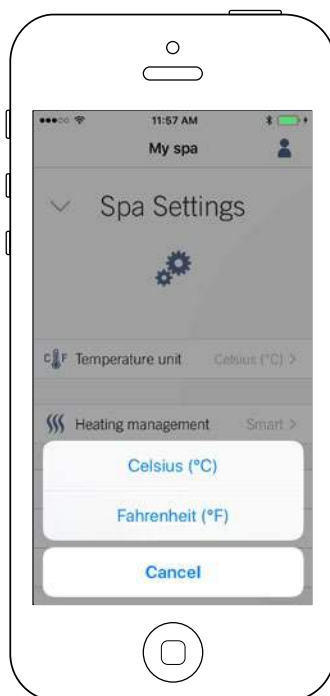 11:57 AM
My spa
Spa Settings
C F Temperature unit Celsius (°C) >
Heating management Smart >
Celsius (°C)
Fahrenheit (°F)
Cancel